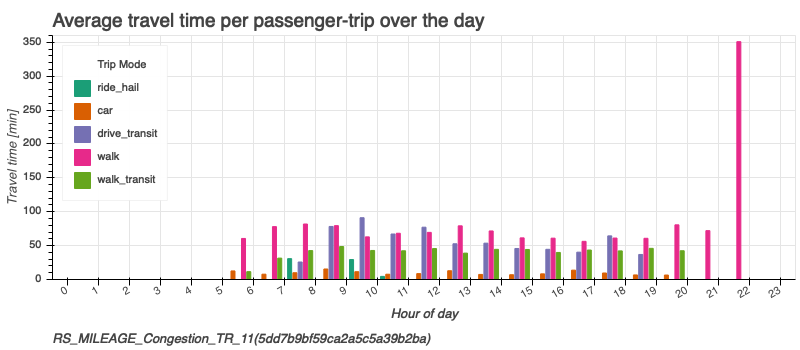 Average travel time per passenger-trip over the day
350
300
250
200
150
100
50
0
Travel time [min]
Trip Mode
ride_hail
car
drive_transit
walk
walk_transit
0 1 2 3 4 5 6 7 8 9 10 11 12 13 14 15 16 17 18 19 20 21 22 23
Hour of day
RS_MILEAGE_Congestion_TR_11(5dd7b9bf59ca2a5c5a39b2ba)